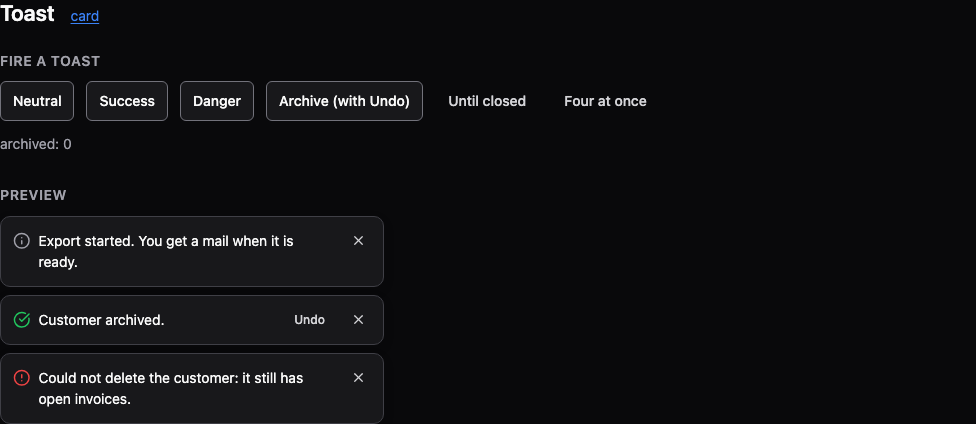 Toast card
FIRE A TOAST
Neutral Success Danger Archive (with Undo) Until closed Four at once
archived: 0
PREVIEW
Export started. You get a mail when it is
ready.
Customer archived. Undo
Could not delete the customer: it still has
open invoices.